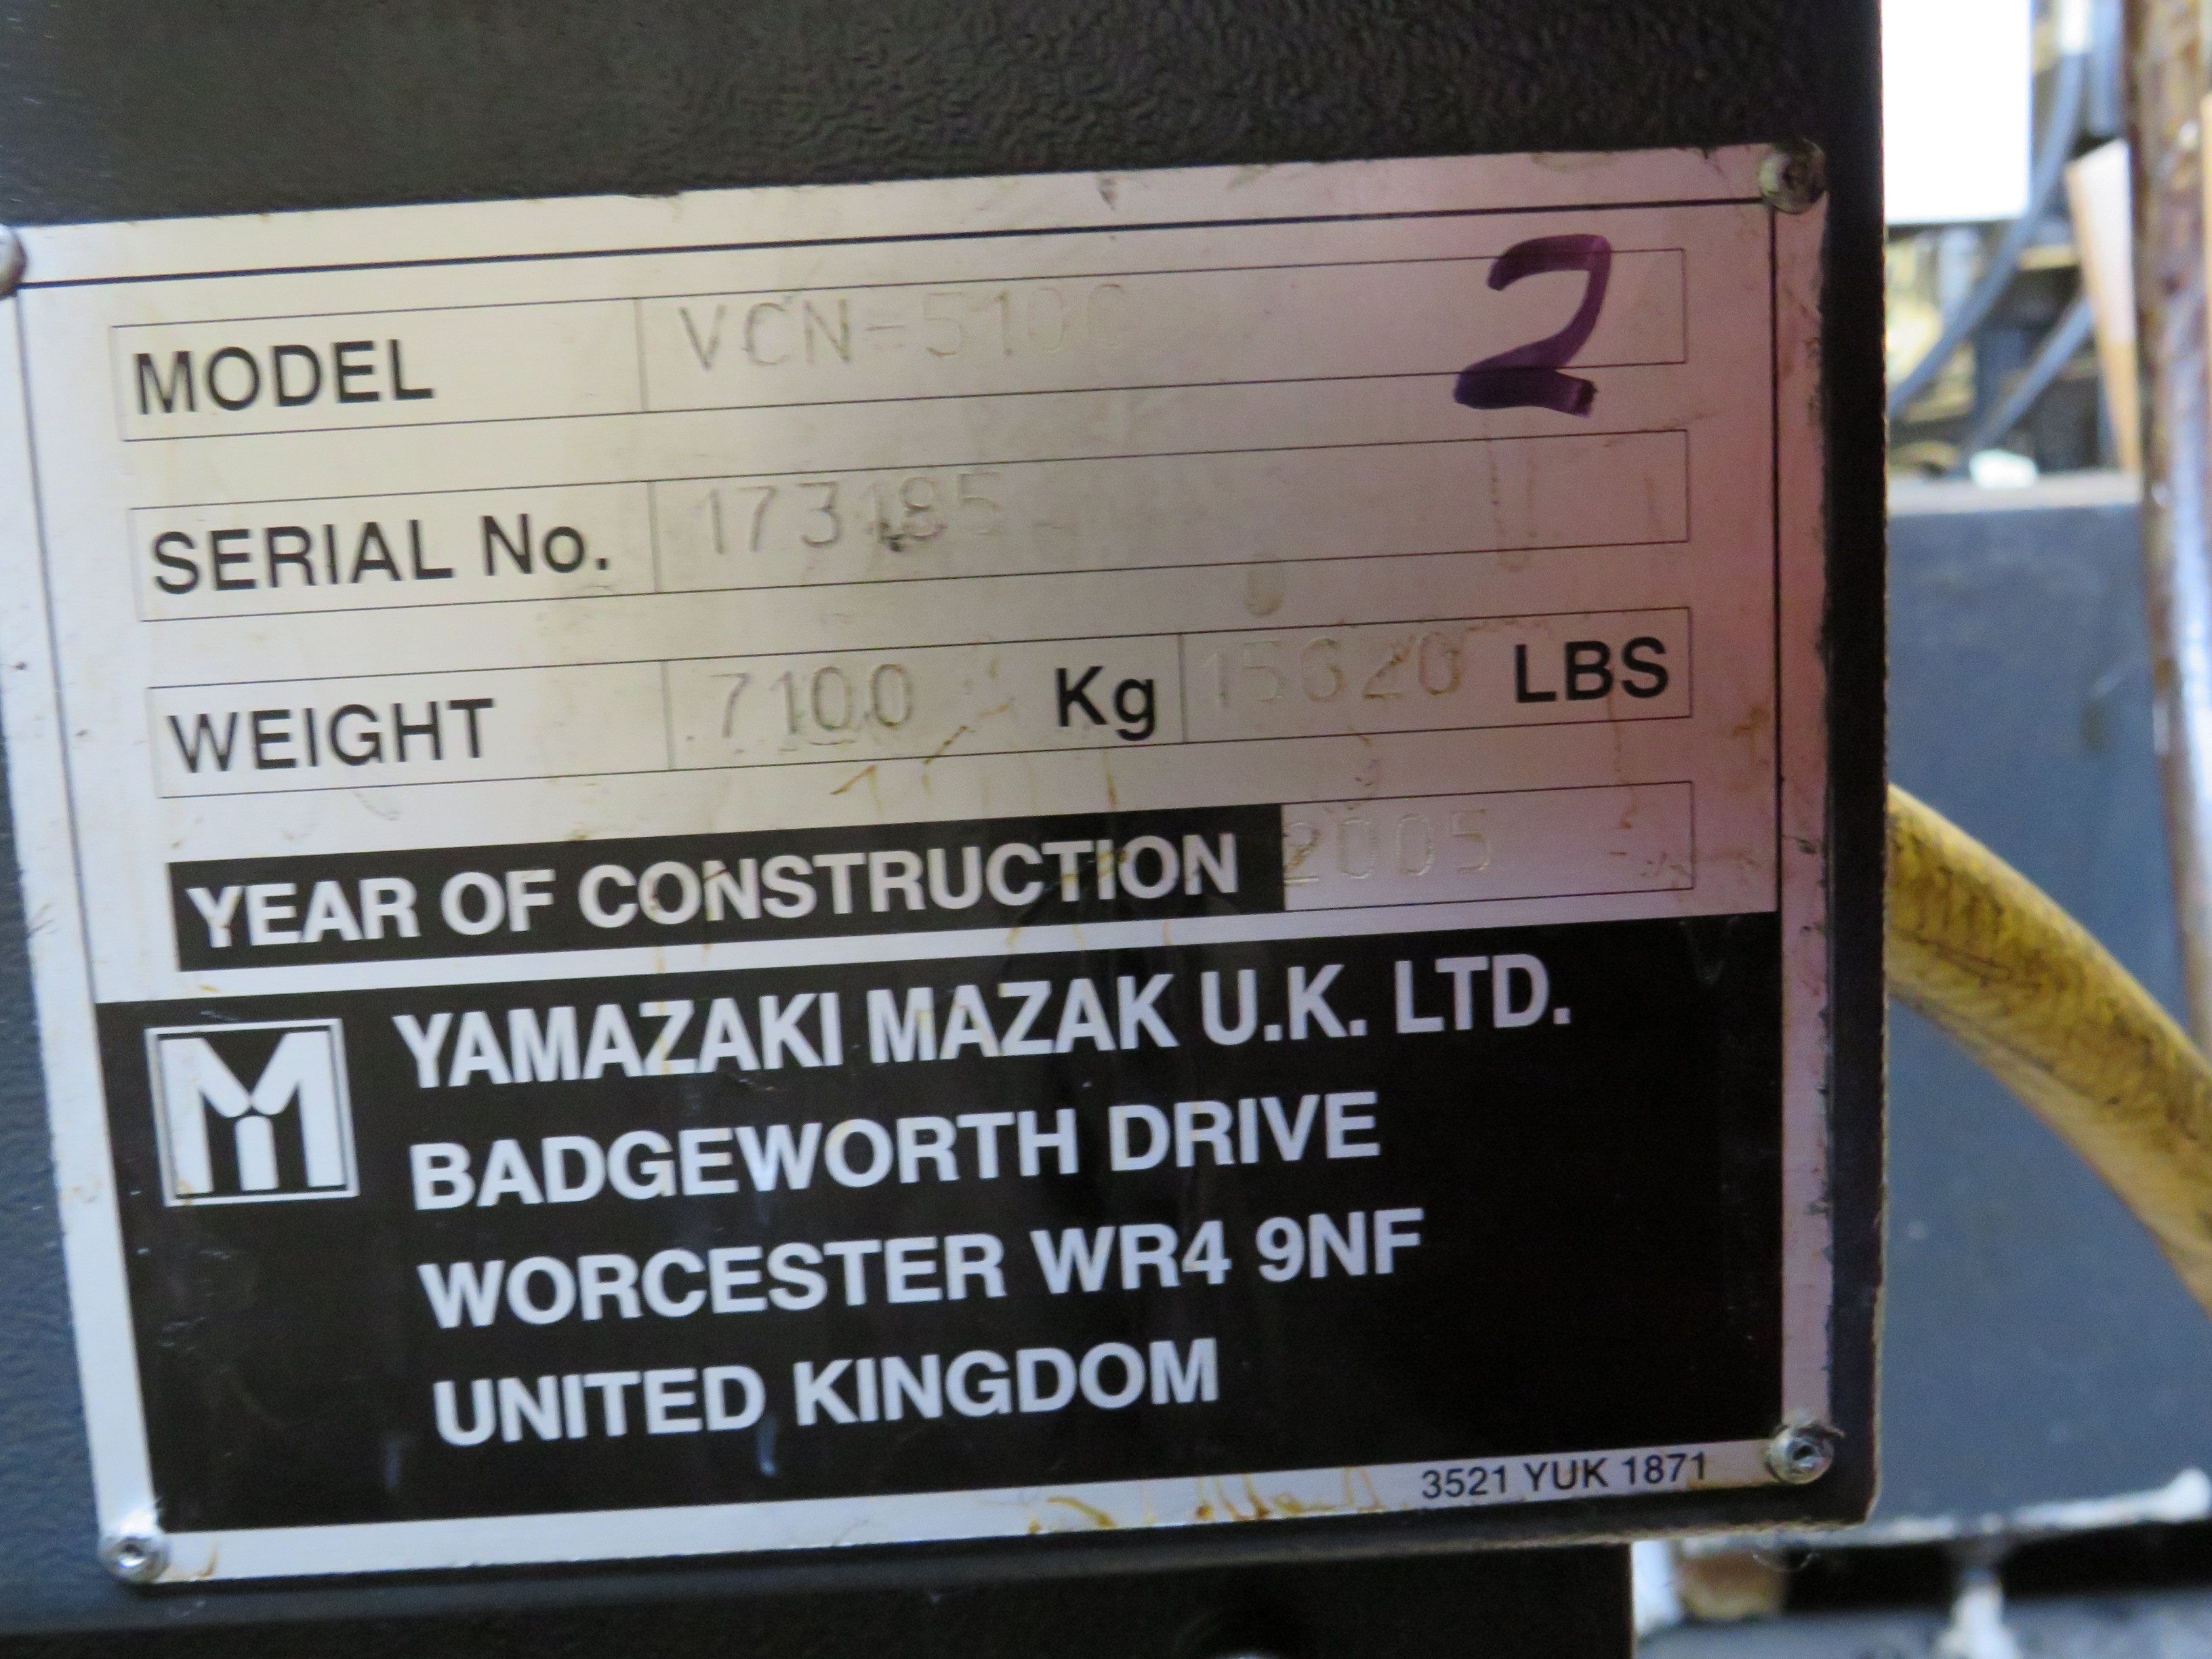 MODEL VCN-510C 2
SERIAL No. 173185
WEIGHT 7100 Kg 15620 LBS
YEAR OF CONSTRUCTION 2005
M YAMAZAKI MAZAK U.K. LTD.
BADGEWORTH DRIVE
WORCESTER WR4 9NF
UNITED KINGDOM
3521 YUK 1871